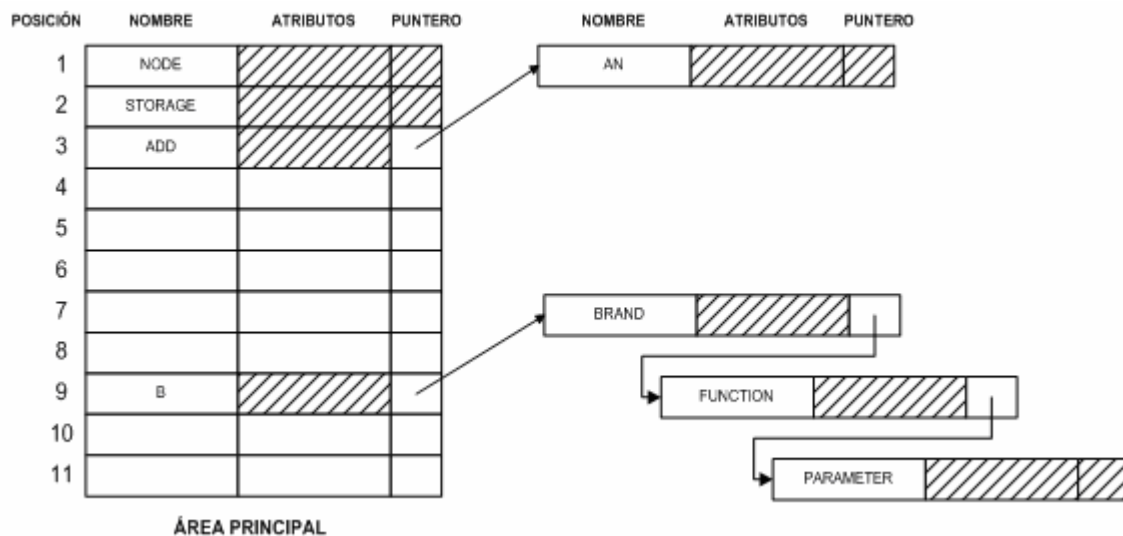 POSICIÓN NOMBRE ATRIBUTOS PUNTERO NOMBRE ATRIBUTOS PUNTERO
1 NODE AN
2 STORAGE
3 ADD
4
5
6
7 BRAND
8
9 B FUNCTION
10
11 PARAMETER
ÁREA PRINCIPAL